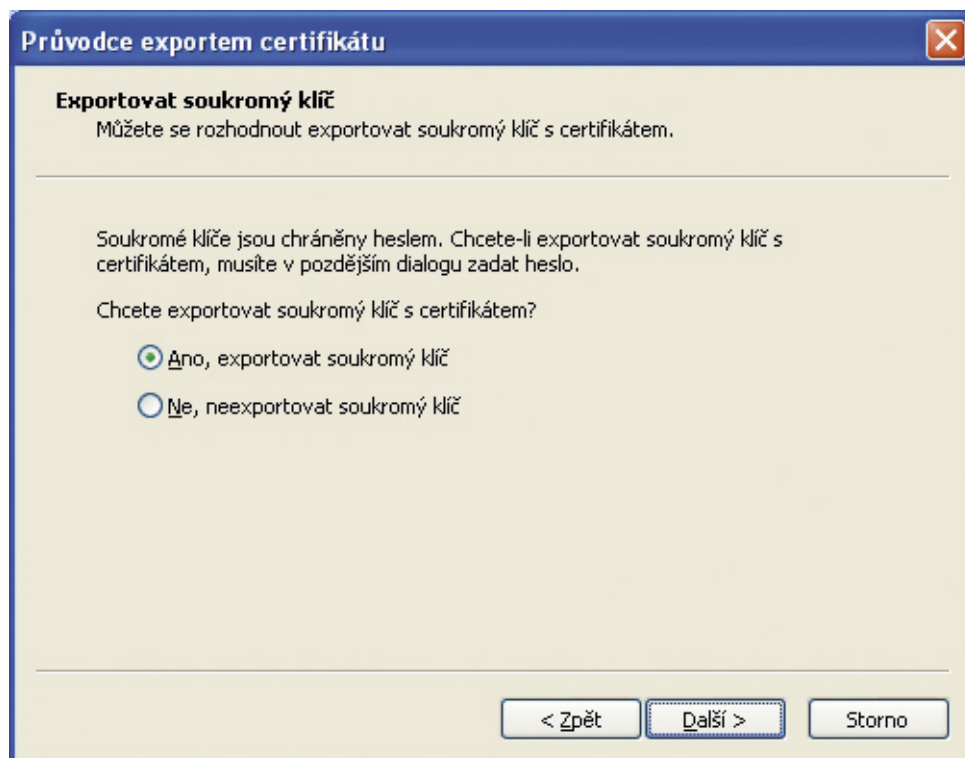 Průvodce exportem certifikátu
Exportovat soukromý klíč
Můžete se rozhodnout exportovat soukromý klíč s certifikátem.
Soukromé klíče jsou chráněny heslem. Chcete-li exportovat soukromý klíč s
certifikátem, musíte v pozdějším dialogu zadat heslo.
Chcete exportovat soukromý klíč s certifikátem?
Ano, exportovat soukromý klíč
Ne, neexportovat soukromý klíč
< Zpět Další > Storno